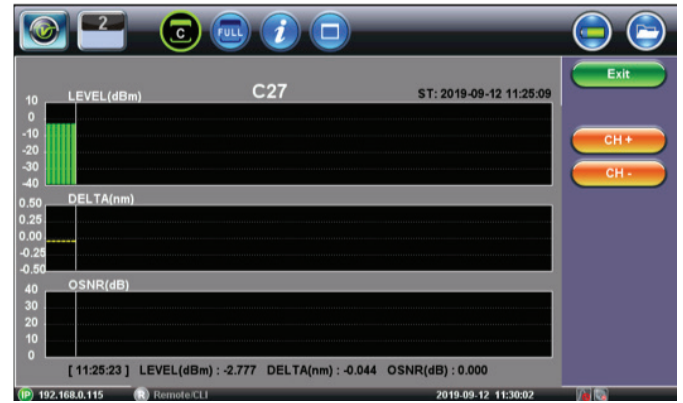 2
C
FULL
i
Exit
CH +
CH -
C27
ST: 2019-09-12 11:25:09
LEVEL(dBm)
10
0
-10
-20
-30
-40
DELTA(nm)
0.50
0.25
0.00
-0.25
-0.50
OSNR(dB)
40
30
20
10
0
[ 11:25:23 ] LEVEL(dBm) : -2.777 DELTA(nm) : -0.044 OSNR(dB) : 0.000
IP 192.168.0.115 R Remote/CLI 2019-09-12 11:30:02